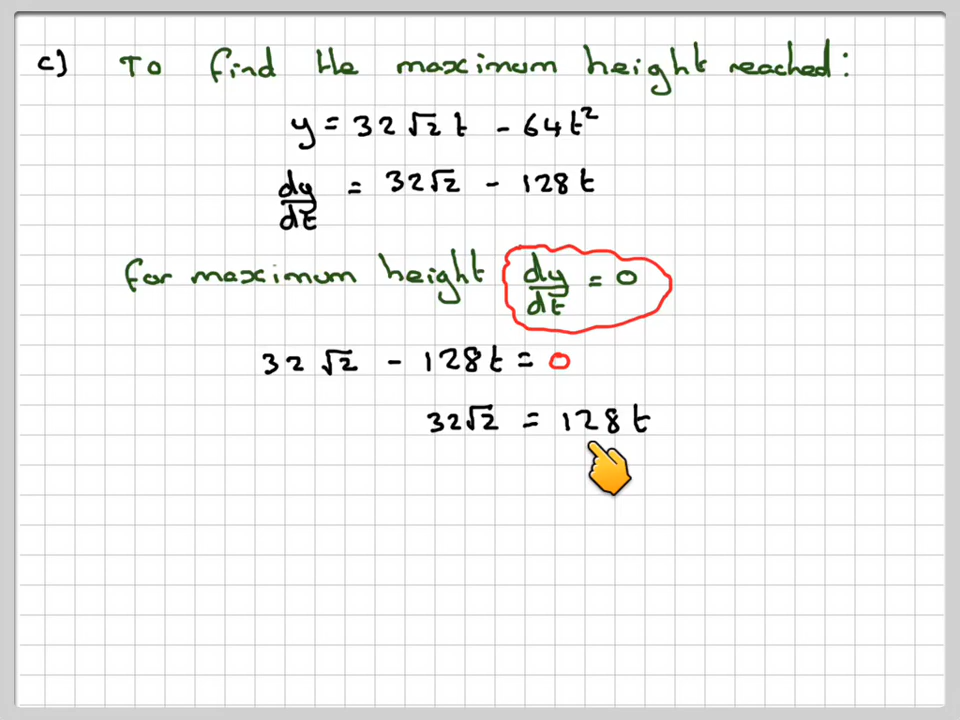 c) To find the maximum height reached:
y = 32√2 t - 64t²
dy/dt = 32√2 - 128t
for maximum height dy/dt = 0
32√2 - 128t = 0
32√2 = 128t